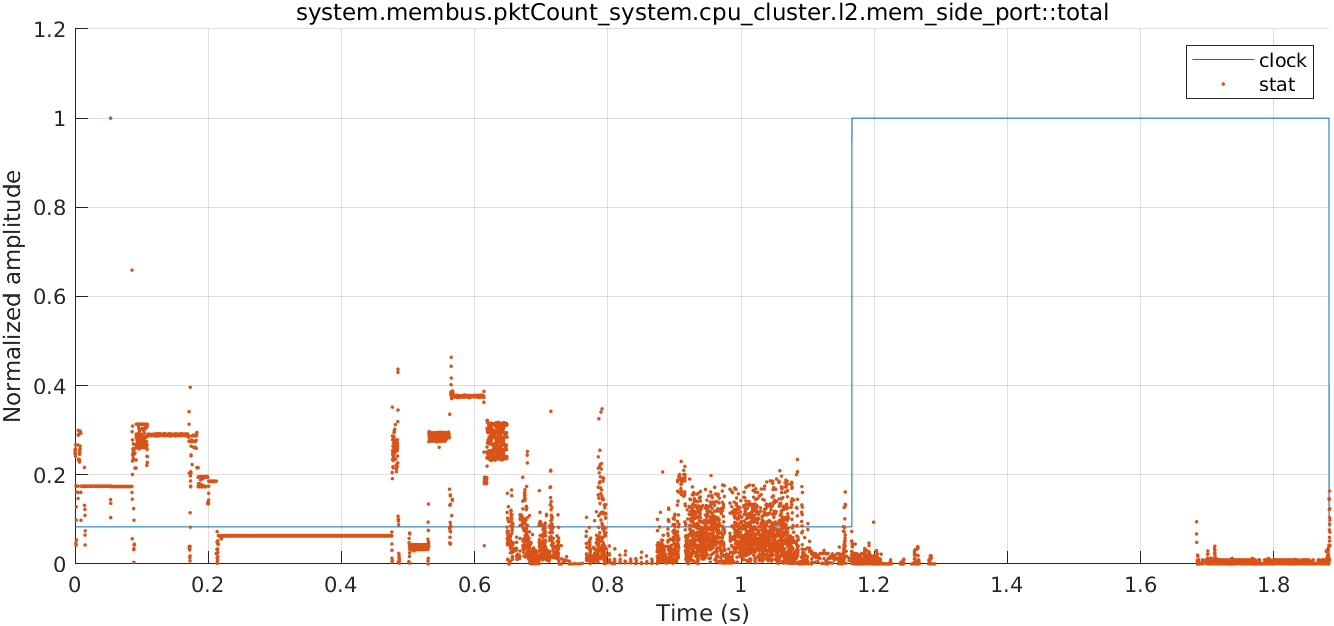 system.membus.pktCount_system.cpu_cluster.l2.mem_side_port::total
1.2
1
0.8
0.6
0.4
0.2
0
Normalized amplitude
clock
stat
0 0.2 0.4 0.6 0.8 1 1.2 1.4 1.6 1.8
Time (s)